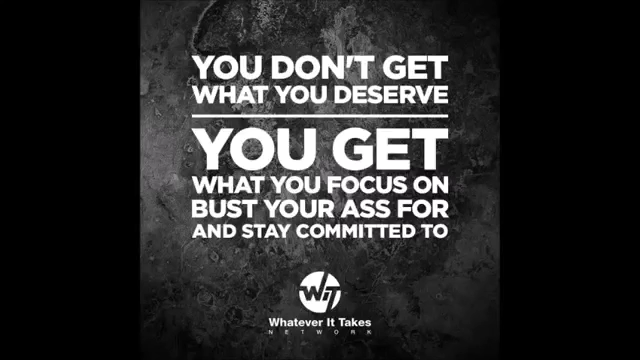 YOU DON'T GET
WHAT YOU DESERVE
YOU GET
WHAT YOU FOCUS ON
BUST YOUR ASS FOR
AND STAY COMMITTED TO
WIT
Whatever It Takes
NETWORK